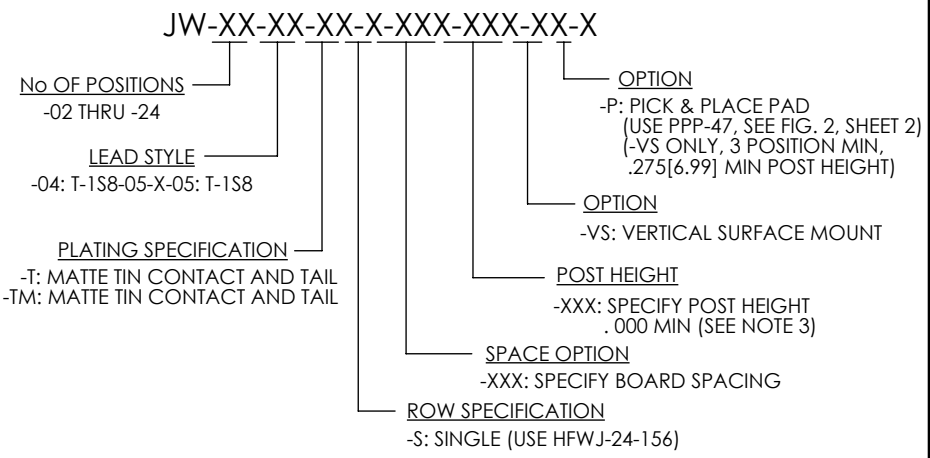 JW-XX-XX-XX-X-XXX-XXX-XX-X
No OF POSITIONS
-02 THRU -24
LEAD STYLE
-04: T-1S8-05-X-05: T-1S8
PLATING SPECIFICATION
-T: MATTE TIN CONTACT AND TAIL
-TM: MATTE TIN CONTACT AND TAIL
OPTION
-P: PICK & PLACE PAD
(USE PPP-47, SEE FIG. 2, SHEET 2)
(-VS ONLY, 3 POSITION MIN,
.275[6.99] MIN POST HEIGHT)
OPTION
-VS: VERTICAL SURFACE MOUNT
POST HEIGHT
-XXX: SPECIFY POST HEIGHT
. 000 MIN (SEE NOTE 3)
SPACE OPTION
-XXX: SPECIFY BOARD SPACING
ROW SPECIFICATION
-S: SINGLE (USE HFWJ-24-156)